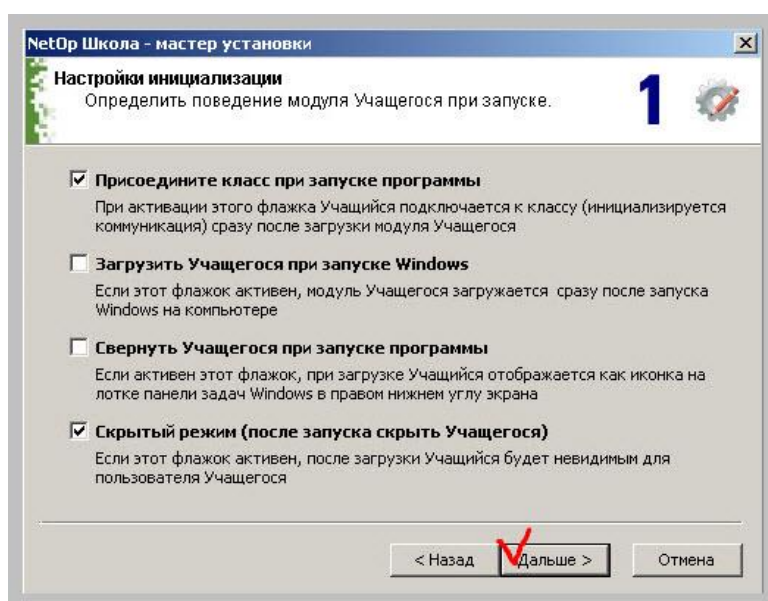 NetOp Школа - мастер установки
Настройки инициализации
Определить поведение модуля Учащегося при запуске.
1
Присоедините класс при запуске программы
При активации этого флажка Учащийся подключается к классу (инициализируется
коммуникация) сразу после загрузки модуля Учащегося
Загрузить Учащегося при запуске Windows
Если этот флажок активен, модуль Учащегося загружается сразу после запуска
Windows на компьютере
Свернуть Учащегося при запуске программы
Если активен этот флажок, при загрузке Учащийся отображается как иконка на
лотке панели задач Windows в правом нижнем углу экрана
Скрытый режим (после запуска скрыть Учащегося)
Если этот флажок активен, после загрузки Учащийся будет невидимым для
пользователя Учащегося
< Назад Дальше > Отмена